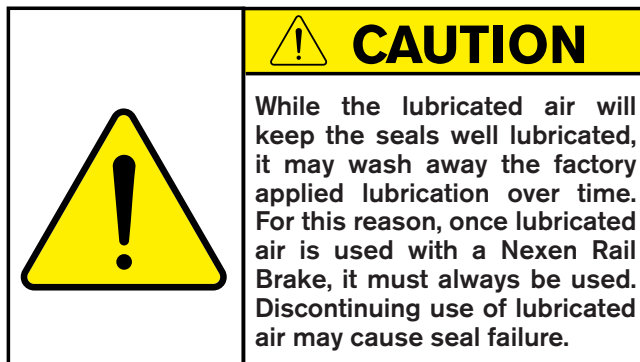 CAUTION
While the lubricated air will
keep the seals well lubricated,
it may wash away the factory
applied lubrication over time.
For this reason, once lubricated
air is used with a Nexen Rail
Brake, it must always be used.
Discontinuing use of lubricated
air may cause seal failure.